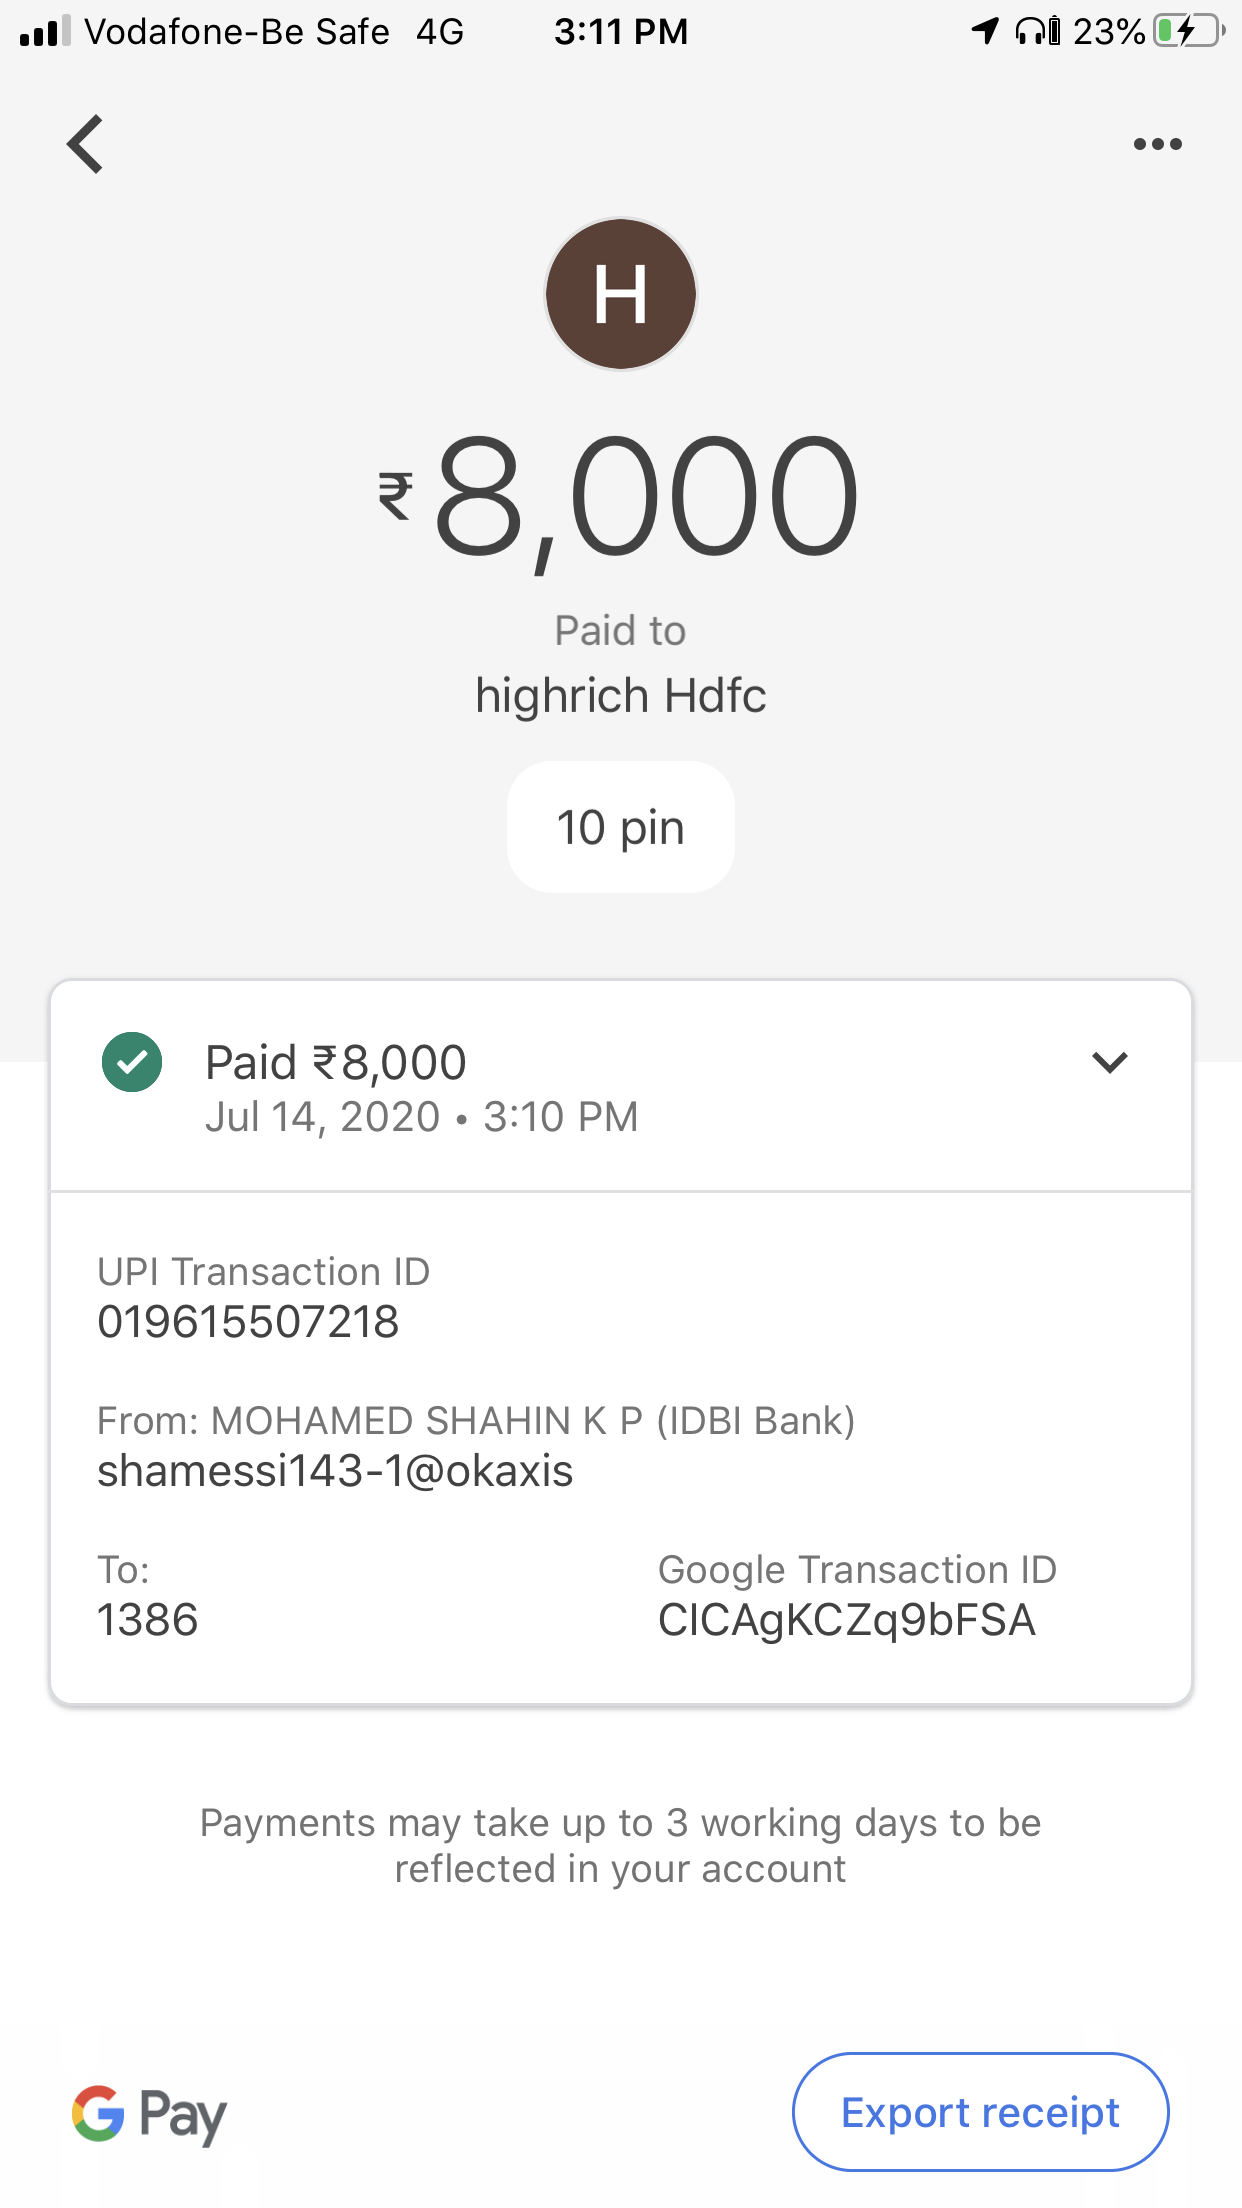 Vodafone-Be Safe 4G 3:11 PM 23%
H
₹8,000
Paid to
highrich Hdfc
10 pin
Paid ₹8,000
Jul 14, 2020 • 3:10 PM
UPI Transaction ID
019615507218
From: MOHAMED SHAHIN K P (IDBI Bank)
shamessi143-1@okaxis
To:
1386
Google Transaction ID
CICAgKCZq9bFSA
Payments may take up to 3 working days to be
reflected in your account
G Pay
Export receipt